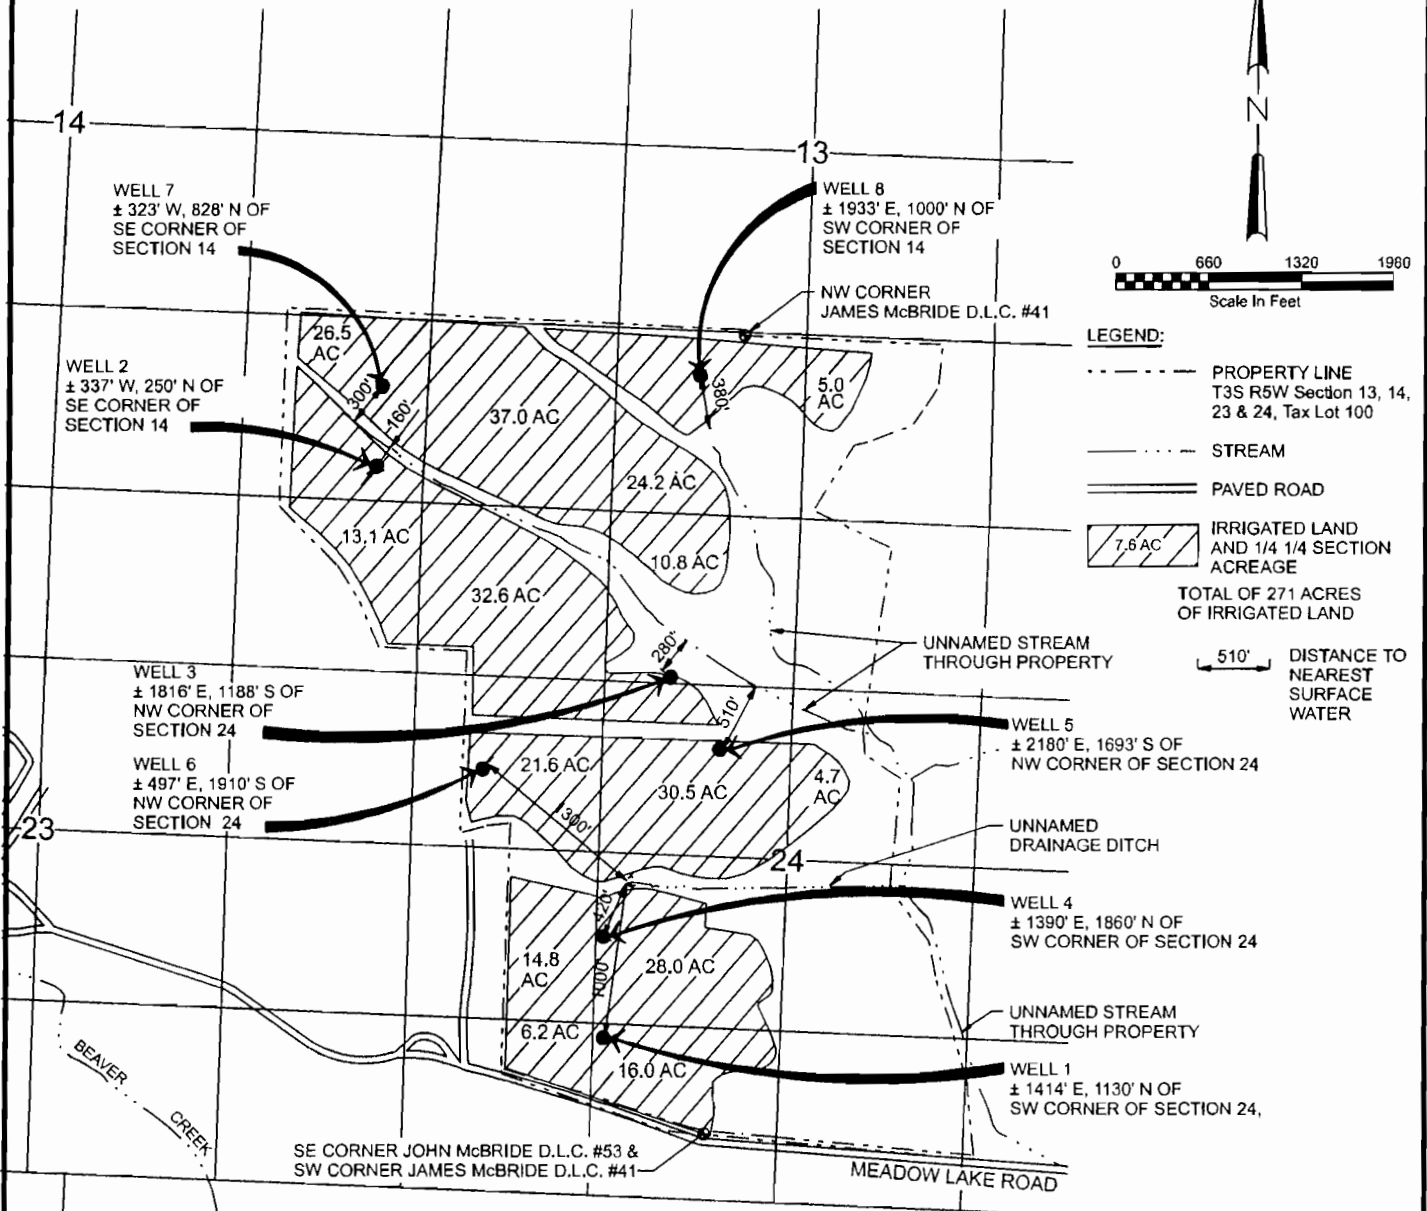 14
13
N
WELL 7
± 323' W, 828' N OF
SE CORNER OF
SECTION 14
WELL 8
± 1933' E, 1000' N OF
SW CORNER OF
SECTION 14
0 660 1320 1980
Scale In Feet
NW CORNER
JAMES McBRIDE D.L.C. #41
LEGEND:
PROPERTY LINE
T3S R5W Section 13, 14,
23 & 24, Tax Lot 100
STREAM
PAVED ROAD
7.6 AC
IRRIGATED LAND
AND 1/4 1/4 SECTION
ACREAGE
TOTAL OF 271 ACRES
OF IRRIGATED LAND
510'
DISTANCE TO
NEAREST
SURFACE
WATER
26.5
AC
WELL 2
± 337' W, 250' N OF
SE CORNER OF
SECTION 14
300'
160'
380'
5.0
AC
37.0 AC
24.2 AC
13.1 AC
10.8 AC
32.6 AC
280'
UNNAMED STREAM
THROUGH PROPERTY
WELL 3
± 1816' E, 1188' S OF
NW CORNER OF
SECTION 24
510'
WELL 5
± 2180' E, 1693' S OF
NW CORNER OF SECTION 24
WELL 6
± 497' E, 1910' S OF
NW CORNER OF
SECTION 24
21.6 AC
30.5 AC
4.7
AC
1300'
23
24
UNNAMED
DRAINAGE DITCH
420'
WELL 4
± 1390' E, 1860' N OF
SW CORNER OF SECTION 24
14.8
AC
28.0 AC
1000'
6.2 AC
16.0 AC
UNNAMED STREAM
THROUGH PROPERTY
WELL 1
± 1414' E, 1130' N OF
SW CORNER OF SECTION 24,
BEAVER
CREEK
SE CORNER JOHN McBRIDE D.L.C. #53 &
SW CORNER JAMES McBRIDE D.L.C. #41
MEADOW LAKE ROAD